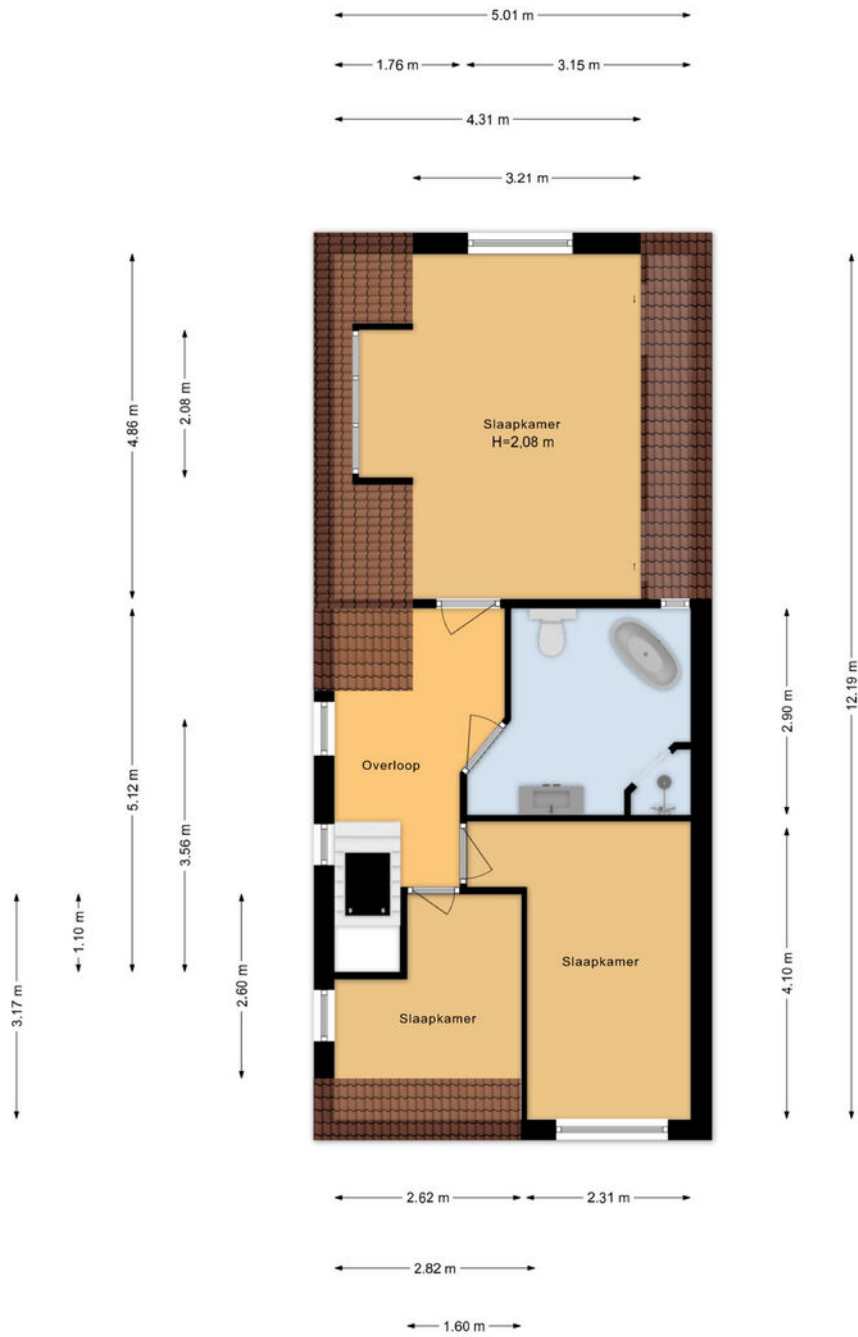 5.01 m
1.76 m
3.15 m
4.31 m
3.21 m
4.86 m
2.08 m
Slaapkamer
H=2,08 m
12.19 m
2.90 m
5.12 m
3.56 m
Overloop
1.10 m
3.17 m
2.60 m
4.10 m
Slaapkamer
Slaapkamer
2.62 m
2.31 m
2.82 m
1.60 m